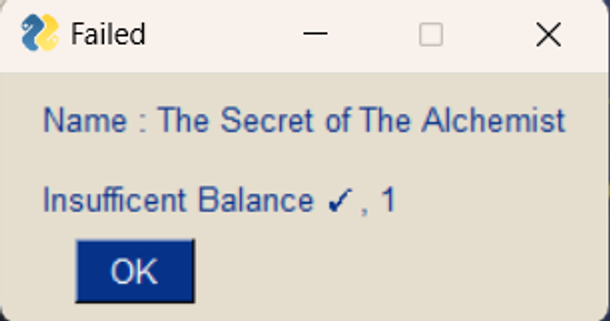 Failed
Name : The Secret of The Alchemist
Insufficent Balance ✓ , 1
OK